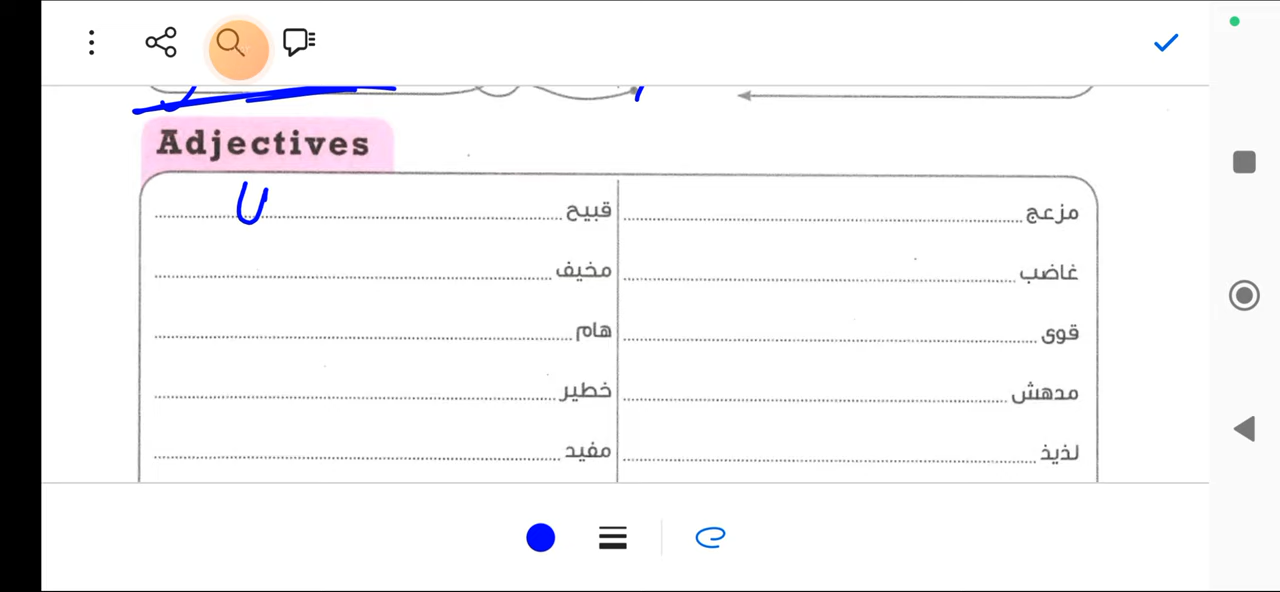 Adjectives
U
قبيح
مزعج
مخيف
غاضب
هام
قوى
خطير
مدهش
مفيد
لذيذ